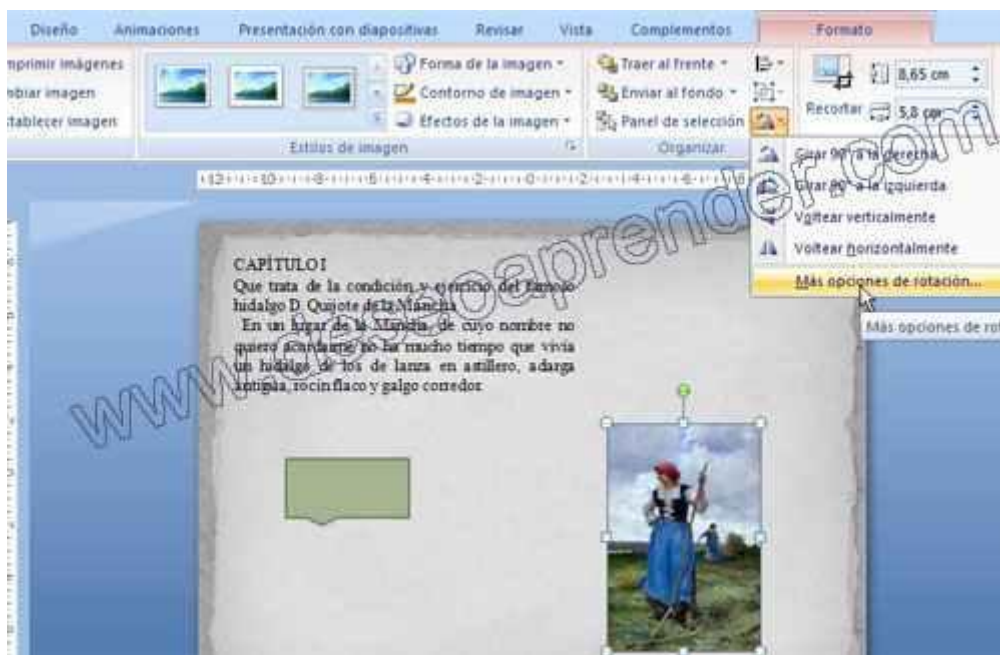 Diseño Animaciones Presentación con diapositivas Revisar Vista Complementos Formato
mprimir imágenes Forma de la imagen Traer al frente 8,65 cm
mbiar imagen Contorno de imagen Enviar al fondo
tablecer imagen Efectos de la imagen Panel de selección Recortar 5,8 cm
Estilos de imagen Organizar
Girar 90° a la derecha
Girar 90° a la izquierda
Voltear verticalmente
Voltear horizontalmente
Más opciones de rotación...
Más opciones de rot
CAPÍTULO I
Que trata de la condición y ejercicio del famoso
hidalgo D. Quijote de la Mancha
En un lugar de la Mancha, de cuyo nombre no
quiero acordarme, no ha mucho tiempo que vivía
un hidalgo de los de lanza en astillero, adarga
antigua, rocín flaco y galgo corredor.
www.deseoaprender.com